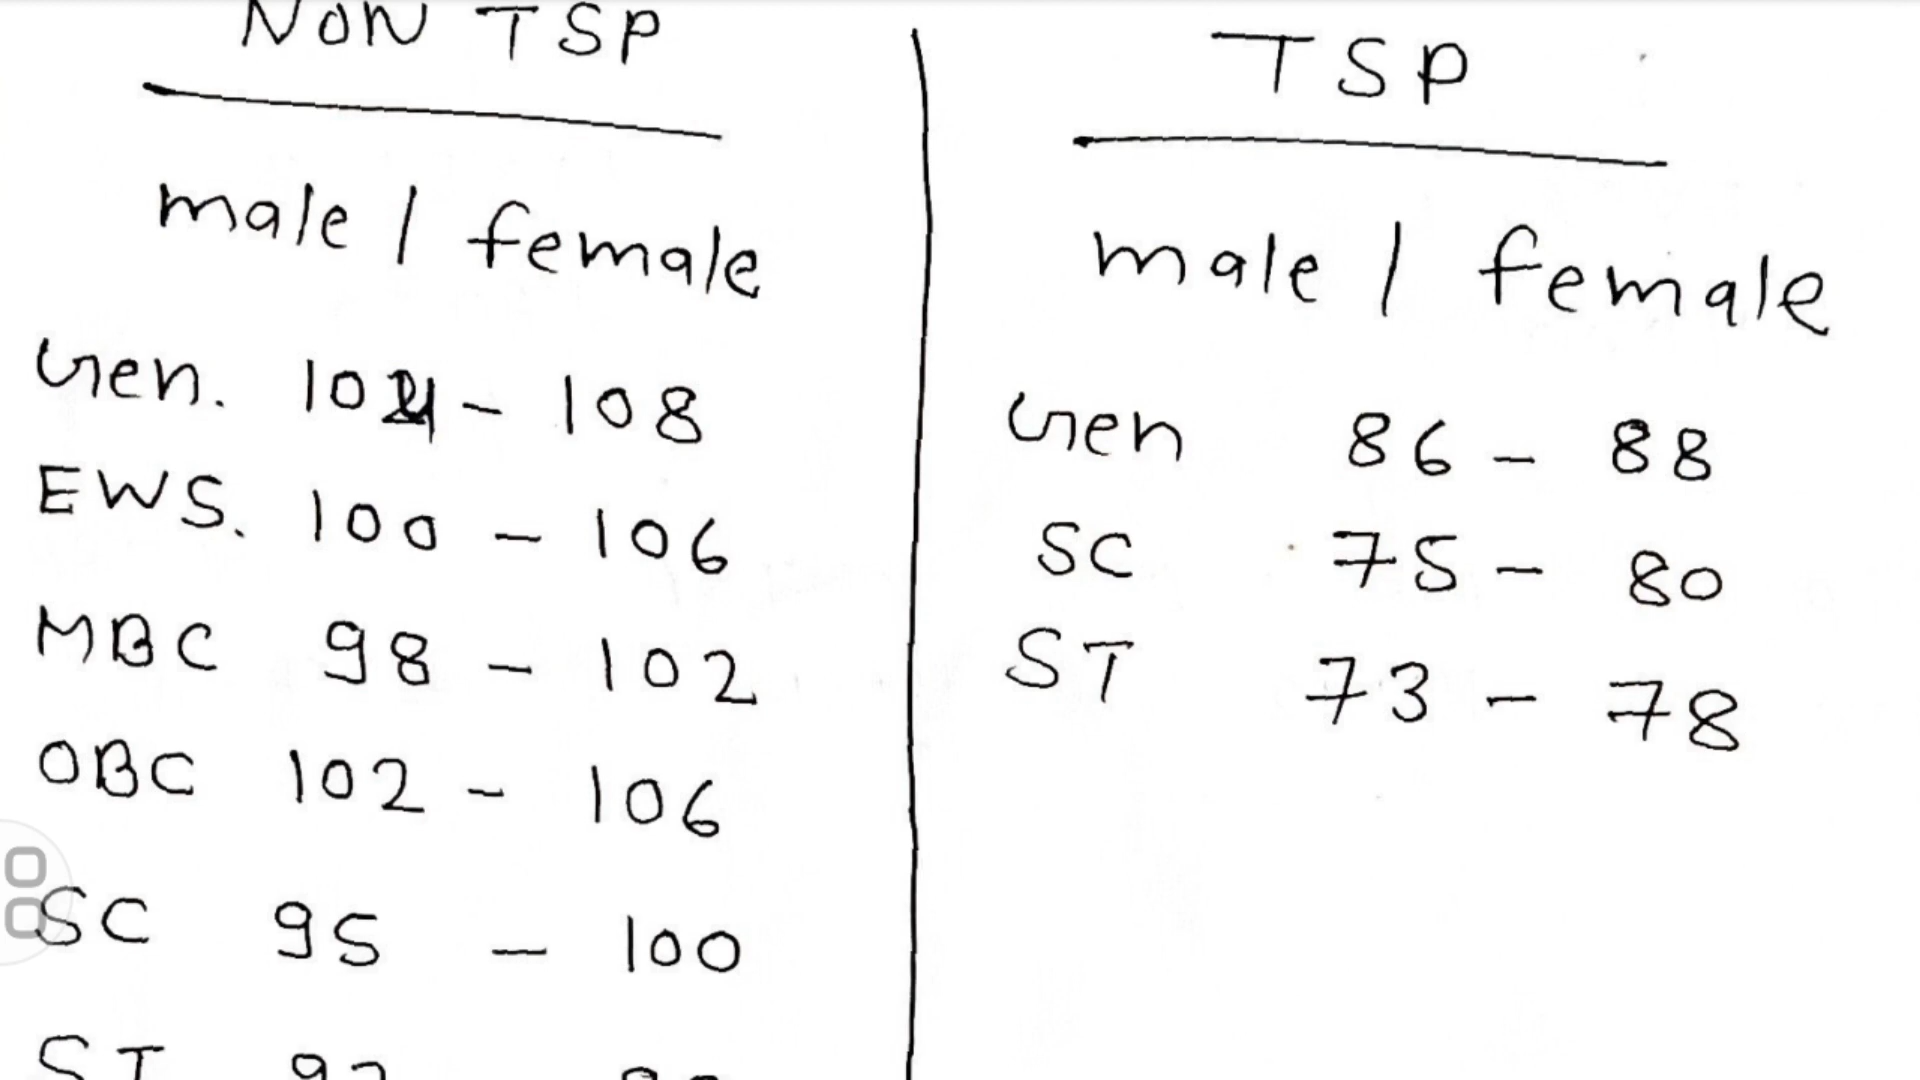 NON TSP
male / female
Gen. 104 - 108
EWS. 100 - 106
MBC 98 - 102
OBC 102 - 106
SC 95 - 100
ST
TSP
male / female
Gen 86 - 88
SC 75 - 80
ST 73 - 78